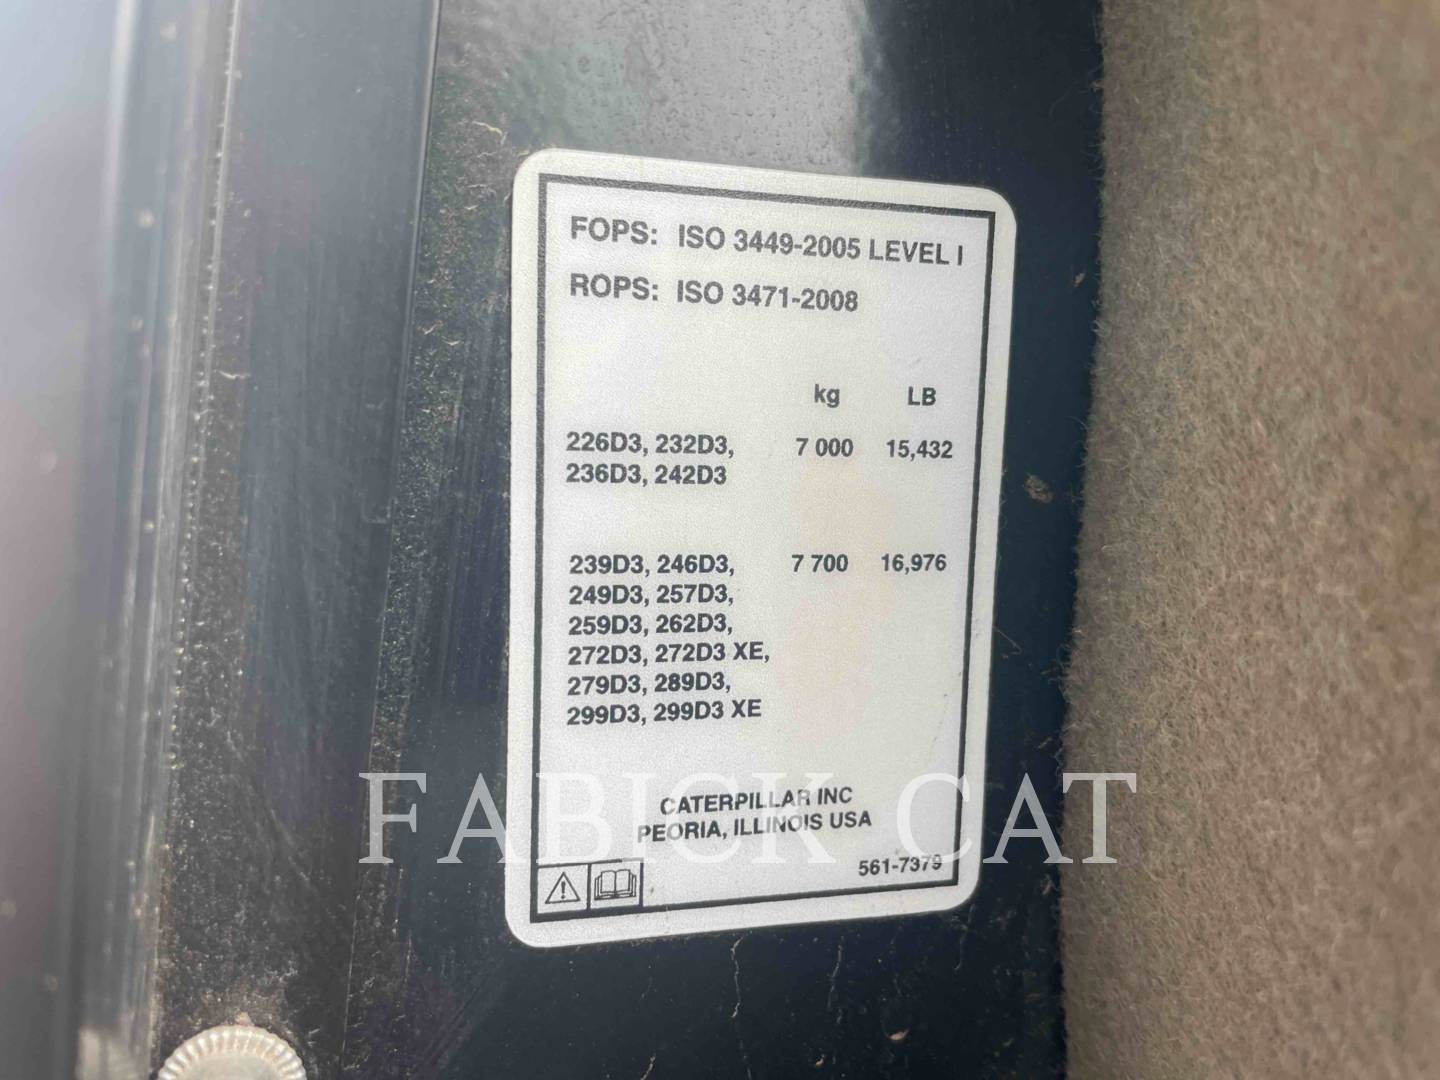 FOPS: ISO 3449-2005 LEVEL I
ROPS: ISO 3471-2008
kg LB
226D3, 232D3, 7 000 15,432
236D3, 242D3
239D3, 246D3, 7 700 16,976
249D3, 257D3,
259D3, 262D3,
272D3, 272D3 XE,
279D3, 289D3,
299D3, 299D3 XE
CATERPILLAR INC
PEORIA, ILLINOIS USA
561-7379
FABICK CAT